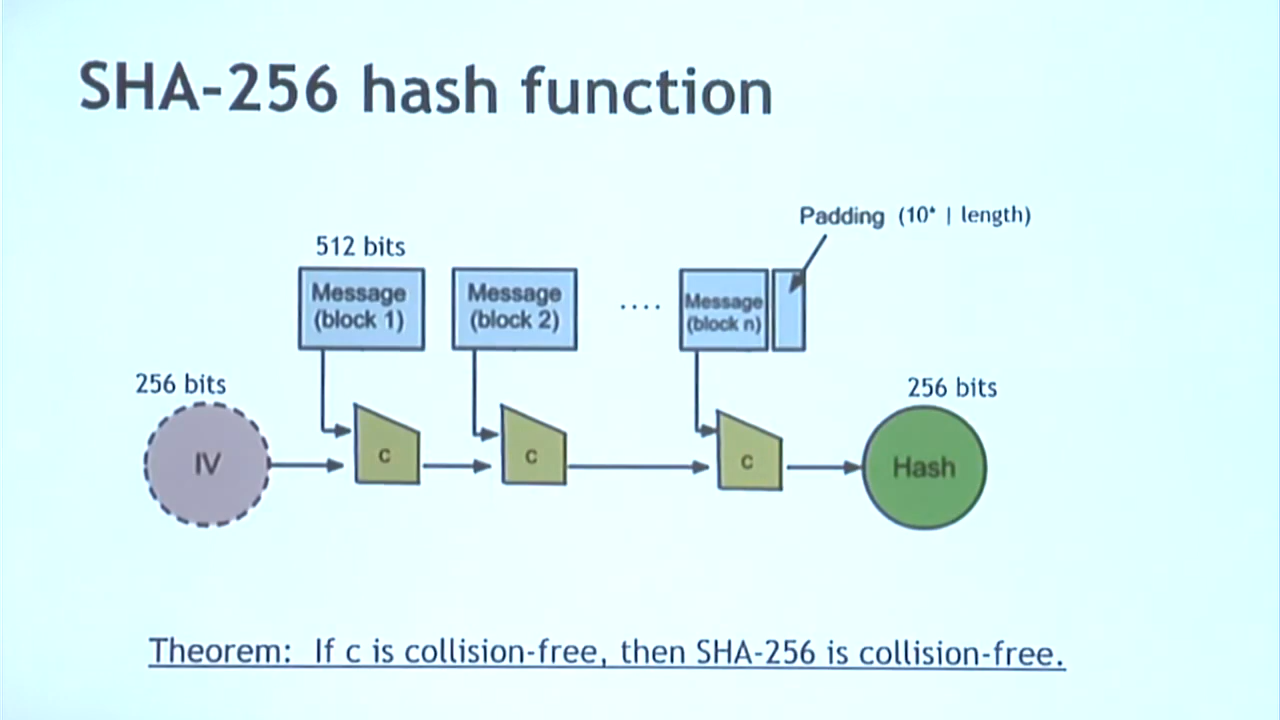 SHA-256 hash function
Padding (10* | length)
512 bits
Message
(block 1)
Message
(block 2)
....
Message
(block n)
256 bits
IV
c
c
c
256 bits
Hash
Theorem: If c is collision-free, then SHA-256 is collision-free.